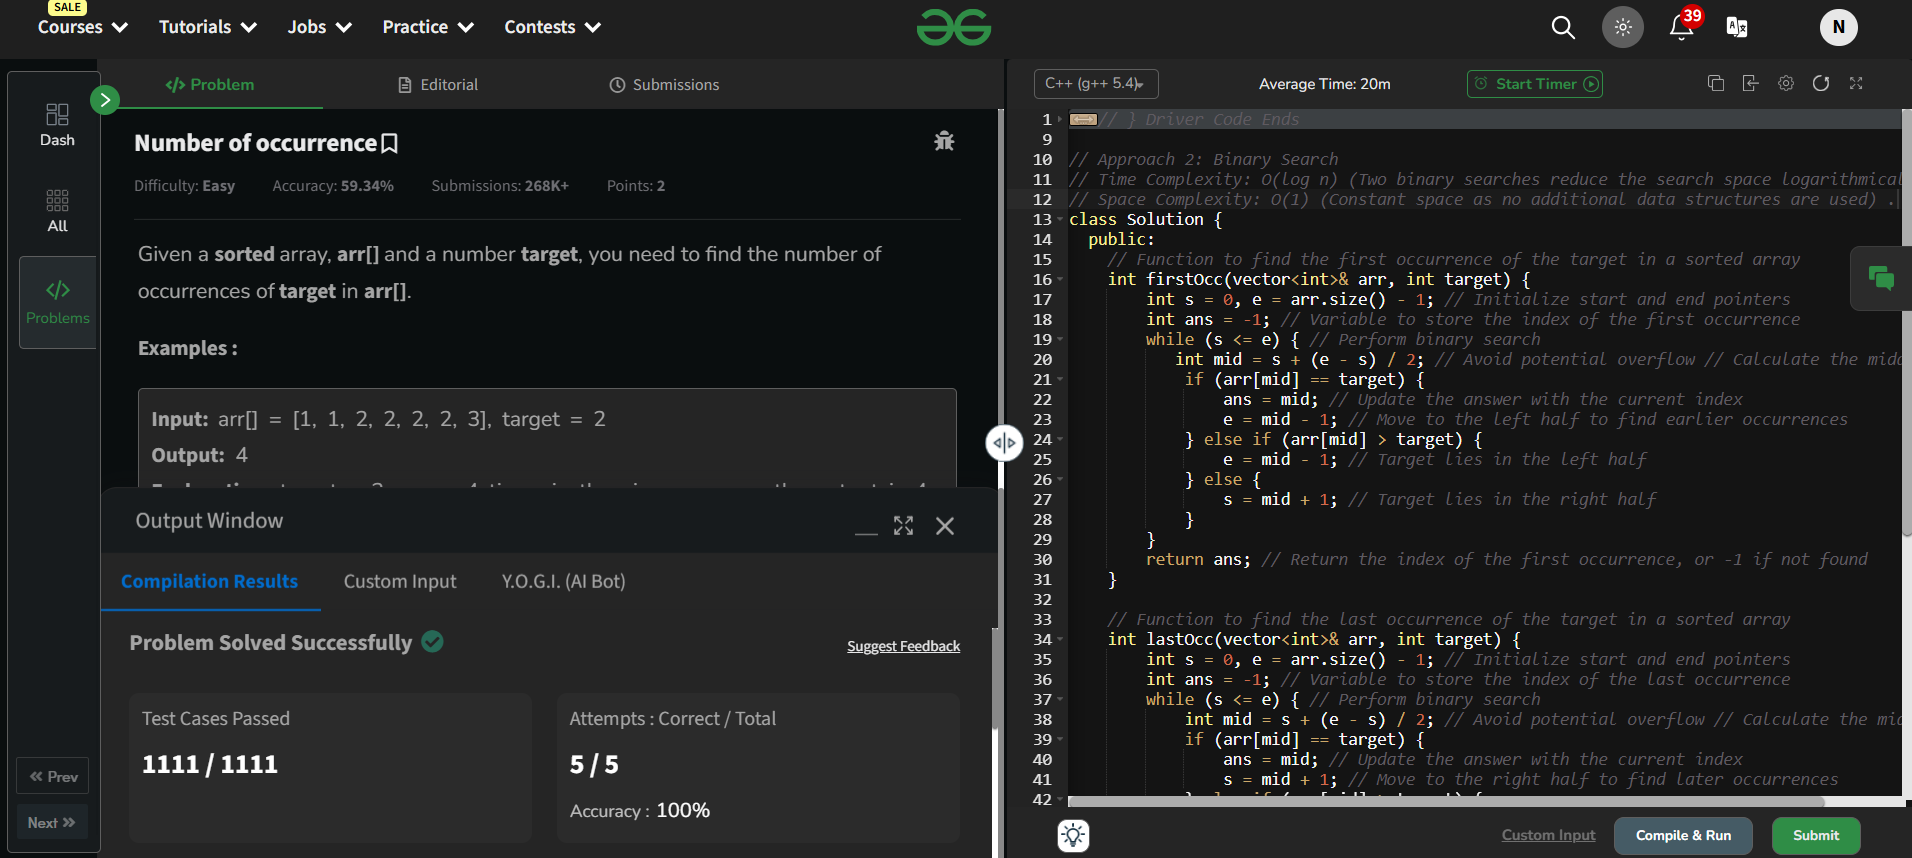 SALE
Courses Tutorials Jobs Practice Contests
39
N
Dash
All
Problems
Prev
Next
Problem Editorial Submissions
Number of occurrence
Difficulty: Easy Accuracy: 59.34% Submissions: 268K+ Points: 2
Given a sorted array, arr[] and a number target, you need to find the number of
occurrences of target in arr[].
Examples :
Input: arr[] = [1, 1, 2, 2, 2, 2, 3], target = 2
Output: 4
Output Window
Compilation Results Custom Input Y.O.G.I. (AI Bot)
Problem Solved Successfully
Suggest Feedback
Test Cases Passed
1111 / 1111
Attempts : Correct / Total
5 / 5
Accuracy : 100%
C++ (g++ 5.4) Average Time: 20m Start Timer
1 // } Driver Code Ends
9
10 // Approach 2: Binary Search
11 // Time Complexity: O(log n) (Two binary searches reduce the search space logarithmical
12 // Space Complexity: O(1) (Constant space as no additional data structures are used) .
13 class Solution {
14 public:
15 // Function to find the first occurrence of the target in a sorted array
16 int firstOcc(vector<int>& arr, int target) {
17 int s = 0, e = arr.size() - 1; // Initialize start and end pointers
18 int ans = -1; // Variable to store the index of the first occurrence
19 while (s <= e) { // Perform binary search
20 int mid = s + (e - s) / 2; // Avoid potential overflow // Calculate the midd
21 if (arr[mid] == target) {
22 ans = mid; // Update the answer with the current index
23 e = mid - 1; // Move to the left half to find earlier occurrences
24 } else if (arr[mid] > target) {
25 e = mid - 1; // Target lies in the left half
26 } else {
27 s = mid + 1; // Target lies in the right half
28 }
29 }
30 return ans; // Return the index of the first occurrence, or -1 if not found
31 }
32
33 // Function to find the last occurrence of the target in a sorted array
34 int lastOcc(vector<int>& arr, int target) {
35 int s = 0, e = arr.size() - 1; // Initialize start and end pointers
36 int ans = -1; // Variable to store the index of the last occurrence
37 while (s <= e) { // Perform binary search
38 int mid = s + (e - s) / 2; // Avoid potential overflow // Calculate the mid
39 if (arr[mid] == target) {
40 ans = mid; // Update the answer with the current index
41 s = mid + 1; // Move to the right half to find later occurrences
42
Custom Input Compile & Run Submit